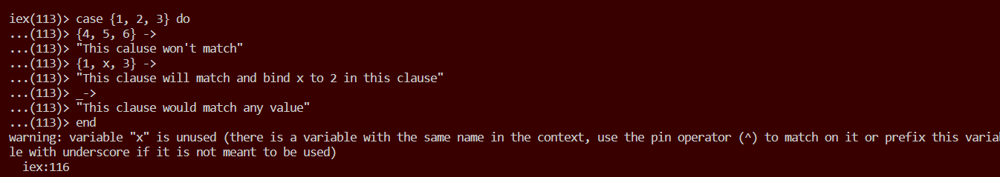 iex(113)> case {1, 2, 3} do
...(113)> {4, 5, 6} ->
...(113)> "This caluse won't match"
...(113)> {1, x, 3} ->
...(113)> "This clause will match and bind x to 2 in this clause"
...(113)> _->
...(113)> "This clause would match any value"
...(113)> end
warning: variable "x" is unused (there is a variable with the same name in the context, use the pin operator (^) to match on it or prefix this variab
le with underscore if it is not meant to be used)
iex:116